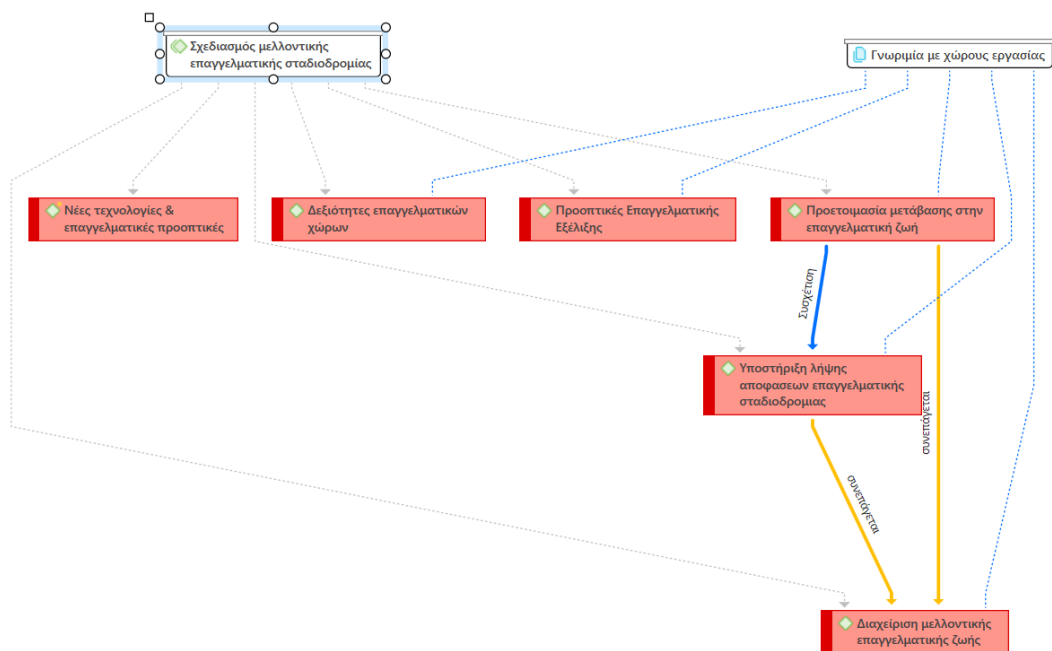 Σχεδιασμός μελλοντικής
επαγγελματικής σταδιοδρομίας
Γνωριμία με χώρους εργασίας
Νέες τεχνολογίες &
επαγγελματικές προοπτικές
Δεξιότητες επαγγελματικών
χώρων
Προοπτικές Επαγγελματικής
Εξέλιξης
Προετοιμασία μετάβασης στην
επαγγελματική ζωή
Συσχέτιση
Υποστήριξη λήψης
αποφασεων επαγγελματικής
σταδιοδρομιας
συνεπάγεται
συνεπάγεται
Διαχείριση μελλοντικής
επαγγελματικής ζωής